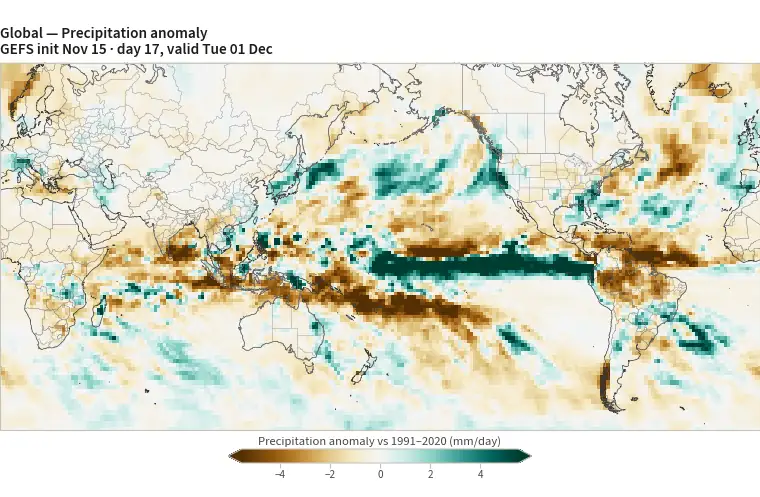 Global — Precipitation anomaly
GEFS init Nov 15 · day 17, valid Tue 01 Dec
Precipitation anomaly vs 1991–2020 (mm/day)
−4 −2 0 2 4